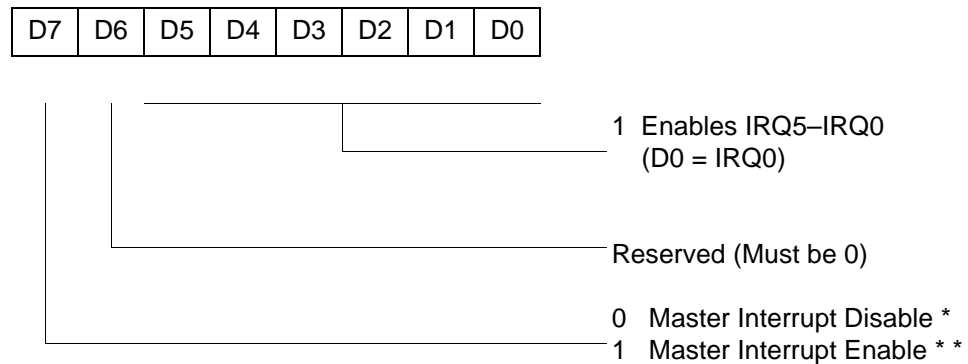 D7 D6 D5 D4 D3 D2 D1 D0
1 Enables IRQ5–IRQ0
(D0 = IRQ0)
Reserved (Must be 0)
0 Master Interrupt Disable *
1 Master Interrupt Enable * *